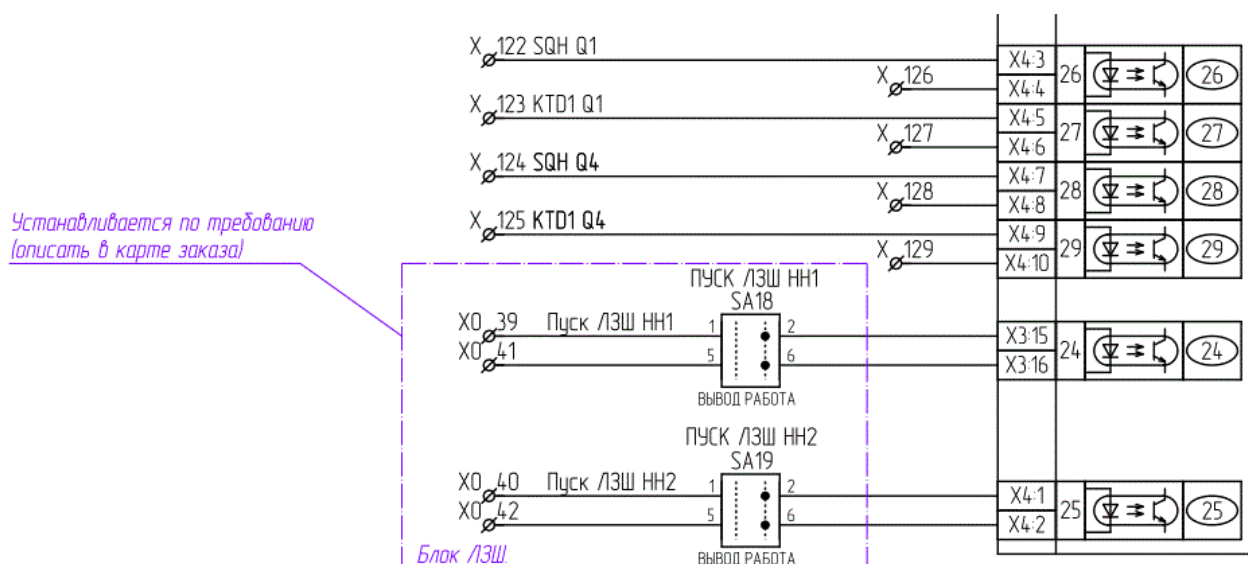 X 122 SQH Q1
X4:3
X 126
X4:4
26
26
X 123 KTD1 Q1
X4:5
X 127
X4:6
27
27
X 124 SQH Q4
X4:7
X 128
X4:8
28
28
Устанавливается по требованию
(описать в карте заказа)
X 125 KTD1 Q4
X4:9
X 129
X4:10
29
29
ПУСК ЛЗШ НН1
SA18
X0 39 Пуск ЛЗШ НН1
1
2
X3:15
X0 41
5
6
X3:16
24
24
ВЫВОД РАБОТА
ПУСК ЛЗШ НН2
SA19
X0 40 Пуск ЛЗШ НН2
1
2
X4:1
X0 42
5
6
X4:2
25
25
Блок ЛЗШ.
ВЫВОД РАБОТА